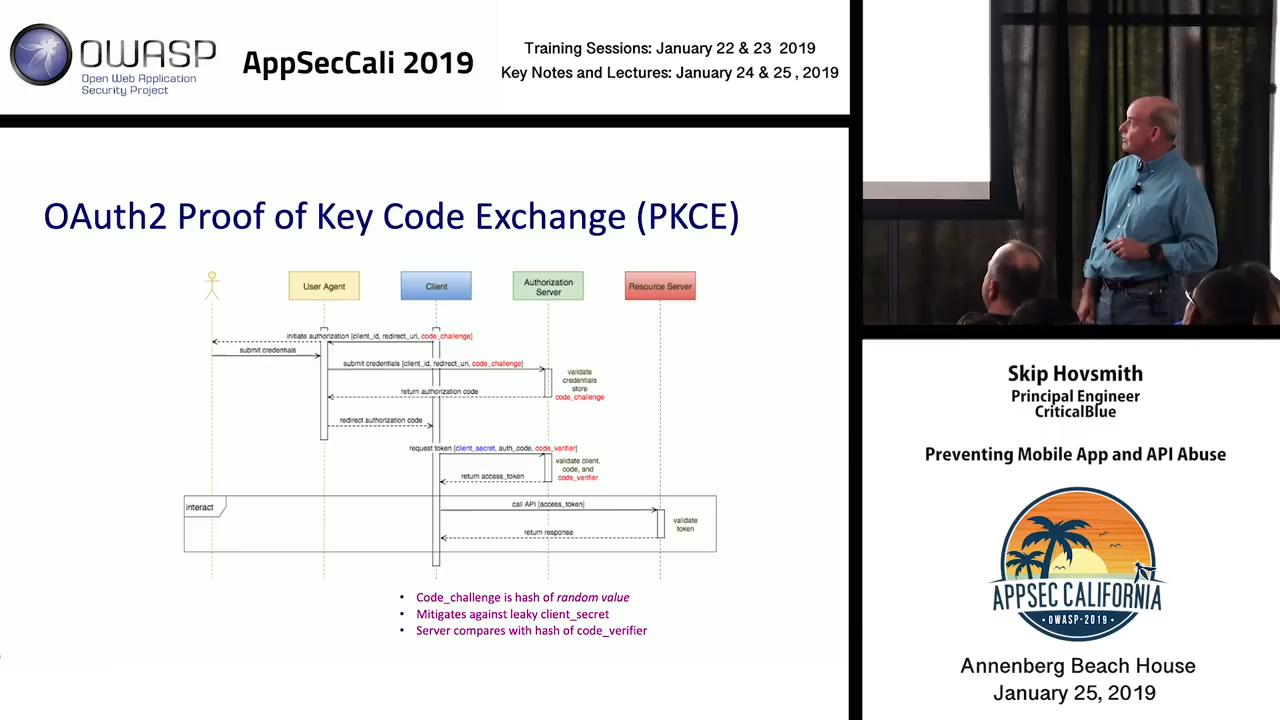 OWASP
Open Web Application
Security Project
AppSecCali 2019
Training Sessions: January 22 & 23 2019
Key Notes and Lectures: January 24 & 25 , 2019
OAuth2 Proof of Key Code Exchange (PKCE)
User Agent
Client
Authorization
Server
Resource Server
initiate authorization [client_id, redirect_uri, code_challenge]
submit credentials
submit credentials [client_id, redirect_uri, code_challenge]
validate
credentials
store
code_challenge
return authorization code
redirect authorization code
request token [client_secret, auth_code, code_verifier]
validate client,
code, and
code_verifier
return access_token
interact
call API [access_token]
validate
token
return response
• Code_challenge is hash of random value
• Mitigates against leaky client_secret
• Server compares with hash of code_verifier
Skip Hovsmith
Principal Engineer
CriticalBlue
Preventing Mobile App and API Abuse
APPSEC CALIFORNIA
· OWASP-2019 ·
Annenberg Beach House
January 25, 2019